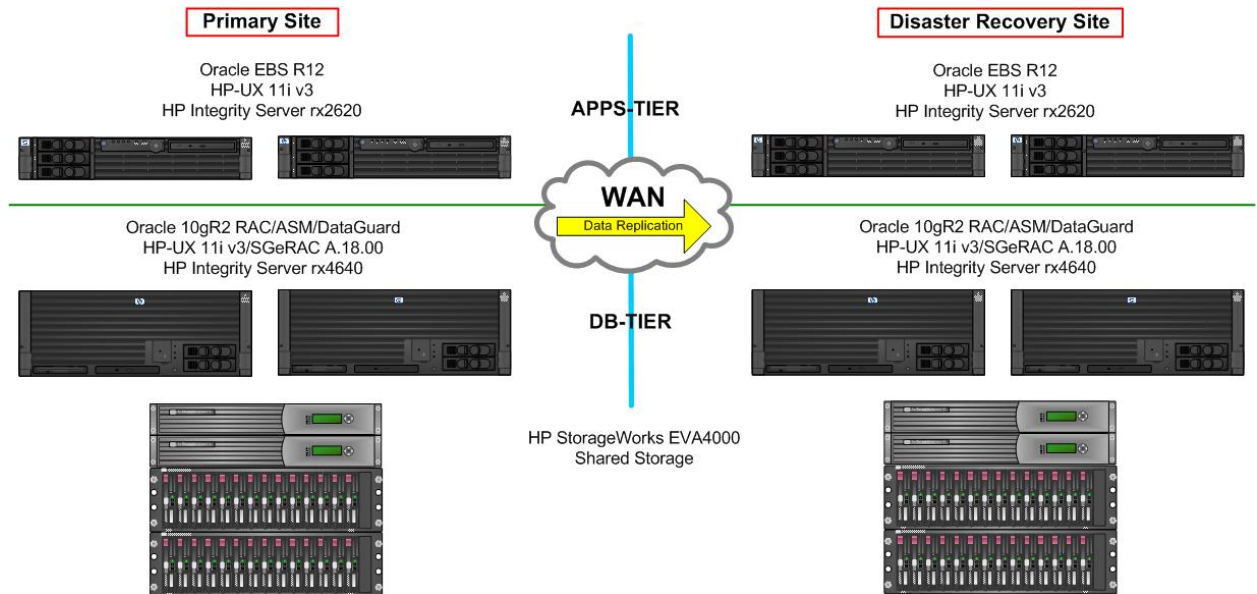 Primary Site
Oracle EBS R12
HP-UX 11i v3
HP Integrity Server rx2620
Oracle 10gR2 RAC/ASM/DataGuard
HP-UX 11i v3/SGeRAC A.18.00
HP Integrity Server rx4640
APPS-TIER
WAN
Data Replication
DB-TIER
HP StorageWorks EVA4000
Shared Storage
Disaster Recovery Site
Oracle EBS R12
HP-UX 11i v3
HP Integrity Server rx2620
Oracle 10gR2 RAC/ASM/DataGuard
HP-UX 11i v3/SGeRAC A.18.00
HP Integrity Server rx4640